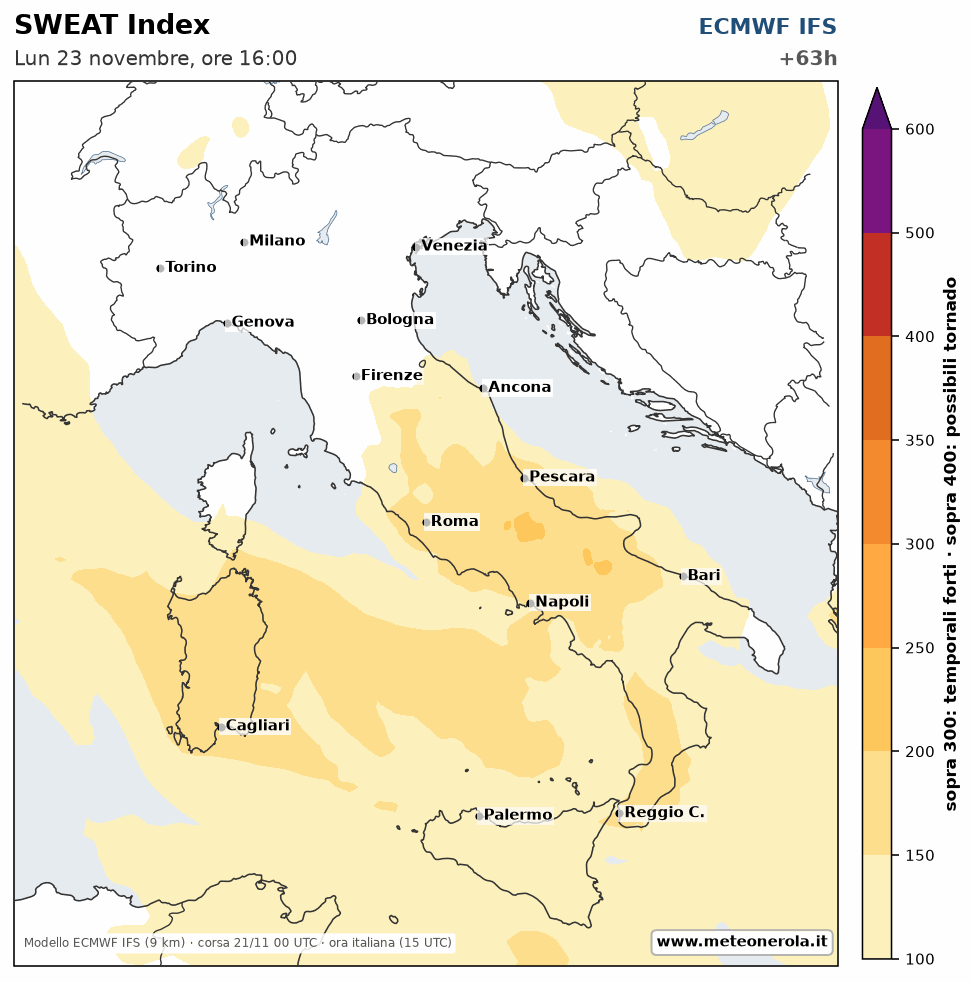 SWEAT Index
ECMWF IFS
Lun 23 novembre, ore 16:00
+63h
Milano
Venezia
Torino
Genova
Bologna
Firenze
Ancona
Pescara
Roma
Bari
Napoli
Cagliari
Palermo
Reggio C.
600
500
400
350
300
250
200
150
100
sopra 300: temporali forti · sopra 400: possibili tornado
Modello ECMWF IFS (9 km) · corsa 21/11 00 UTC · ora italiana (15 UTC)
www.meteonerola.it